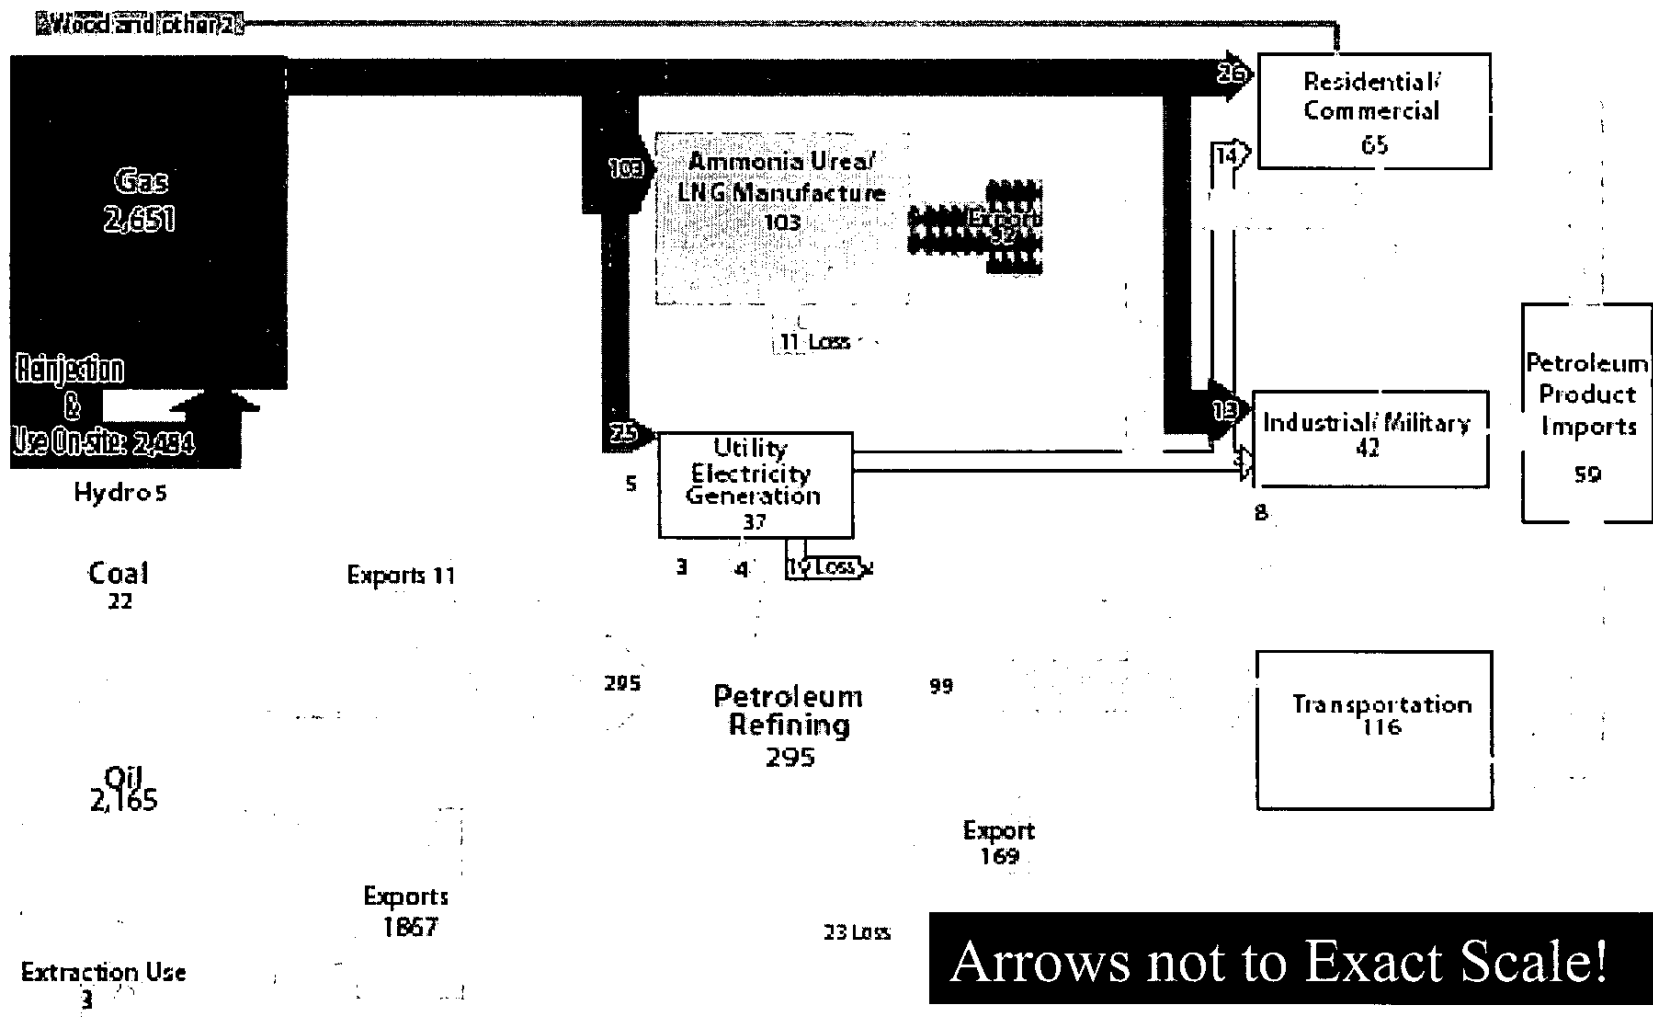 Wood and other 2
26
Residential/
Commercial
65
Gas
2,651
103
Ammonia Urea/
LNG Manufacture
103
Export
14
11 Loss
Reinjection
&
Use On-site: 2,484
Hydro 5
25
5
Utility
Electricity
Generation
37
13
Industrial/Military
42
8
Petroleum
Product
Imports
59
Coal
22
Exports 11
3
4
Loss
295
Petroleum
Refining
295
99
Transportation
116
Oil
2,165
Export
169
Exports
1867
23 Loss
Extraction Use
3
Arrows not to Exact Scale!